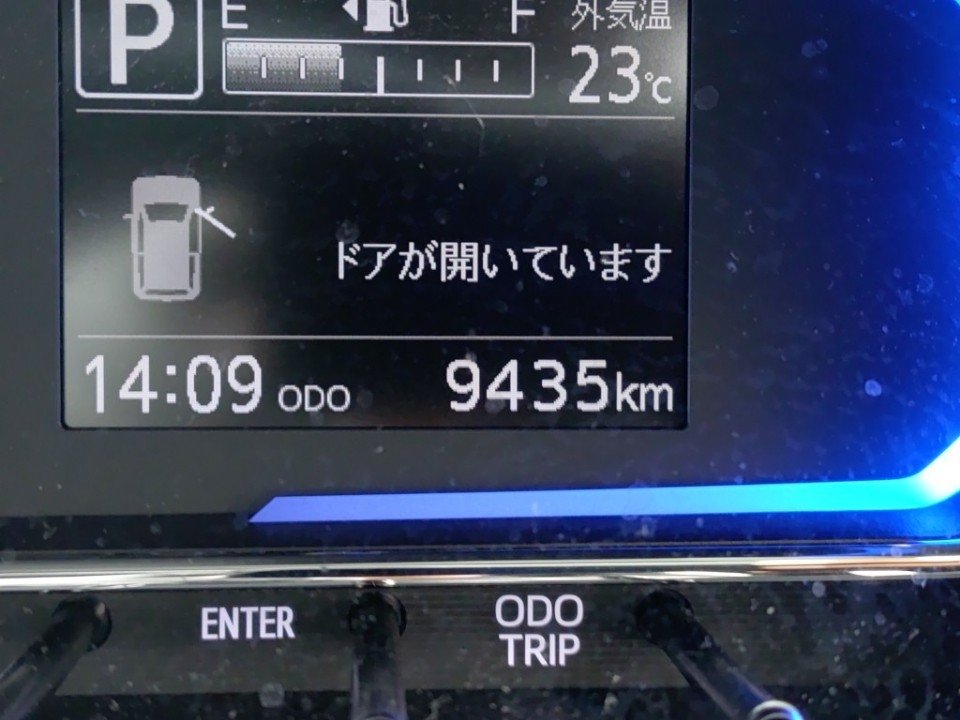 P E F 外気温
23℃
ドアが開いています
14:09 ODO 9435km
ENTER ODO
TRIP